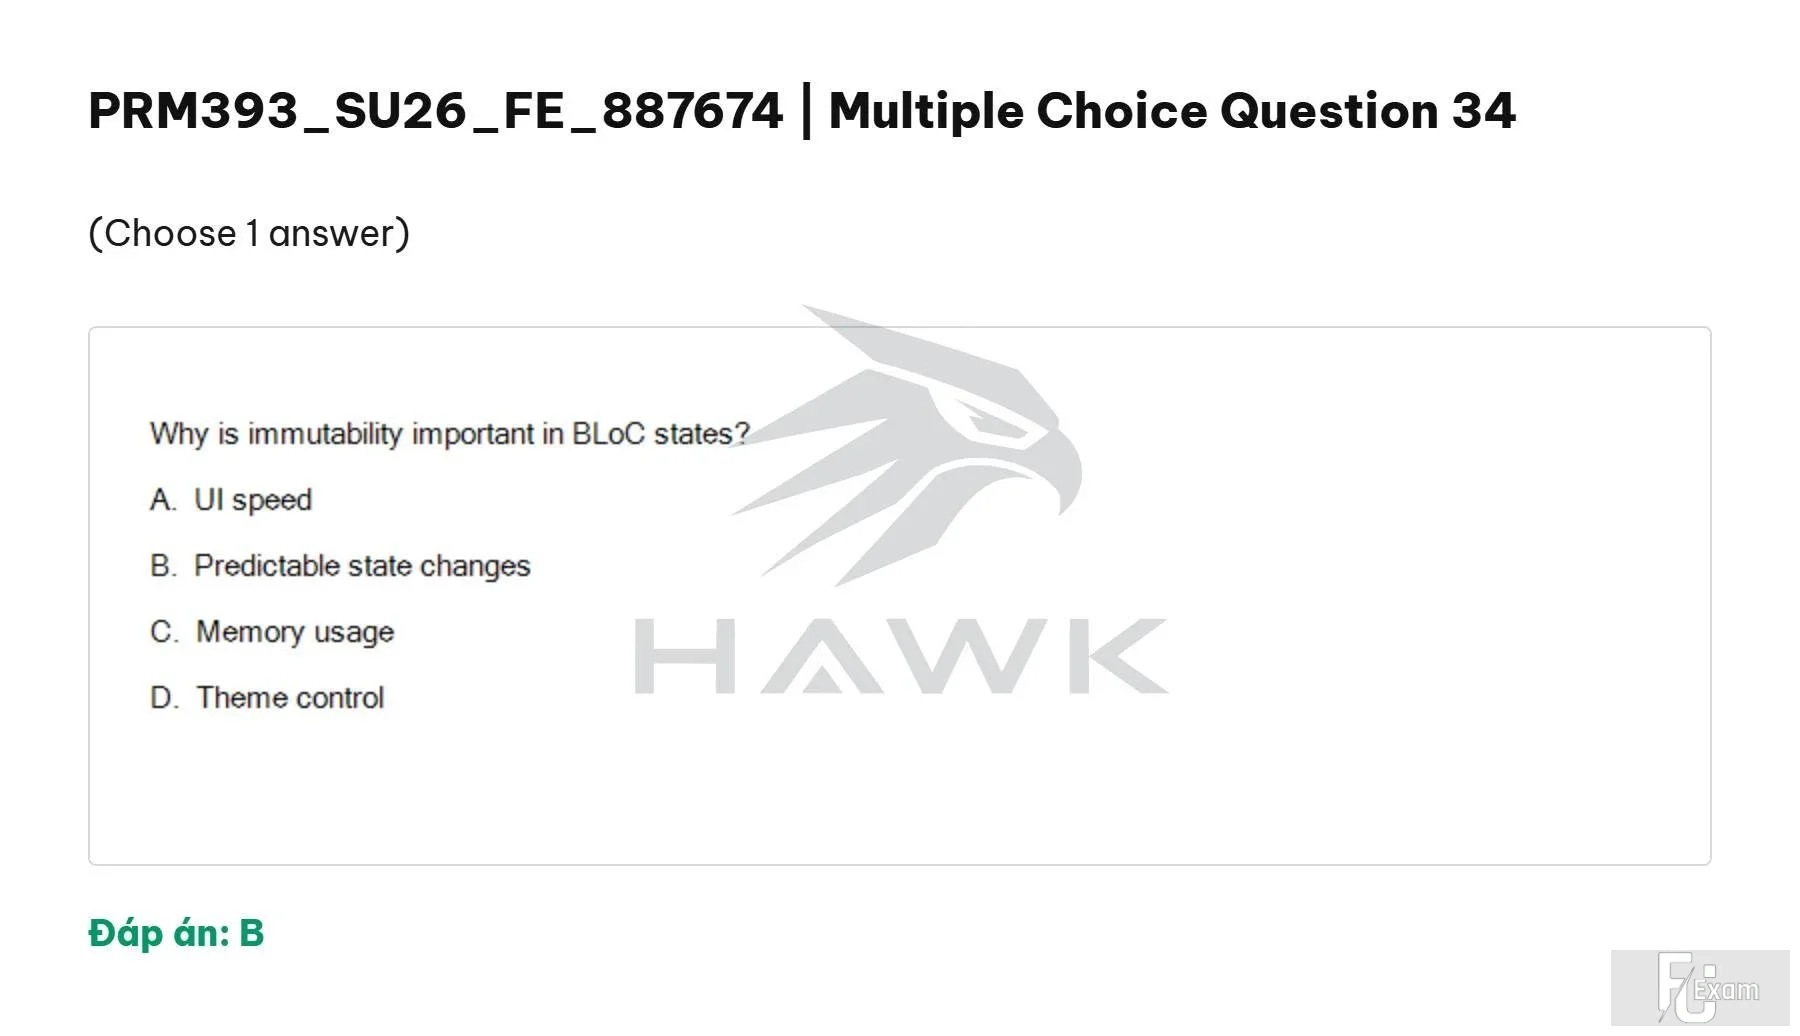 PRM393_SU26_FE_887674 | Multiple Choice Question 34
(Choose 1 answer)
Why is immutability important in BLoC states?
A. UI speed
B. Predictable state changes
C. Memory usage
D. Theme control
HAWK
Đáp án: B
FU Exam